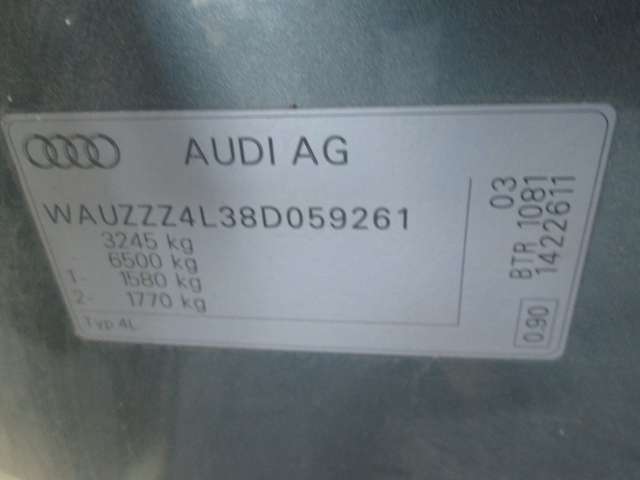 AUDI AG
WAUZZZ4L38D059261
3245 kg
6500 kg
1- 1580 kg
2- 1770 kg
Typ 4L
03
BTR 1081
1422611
0.90